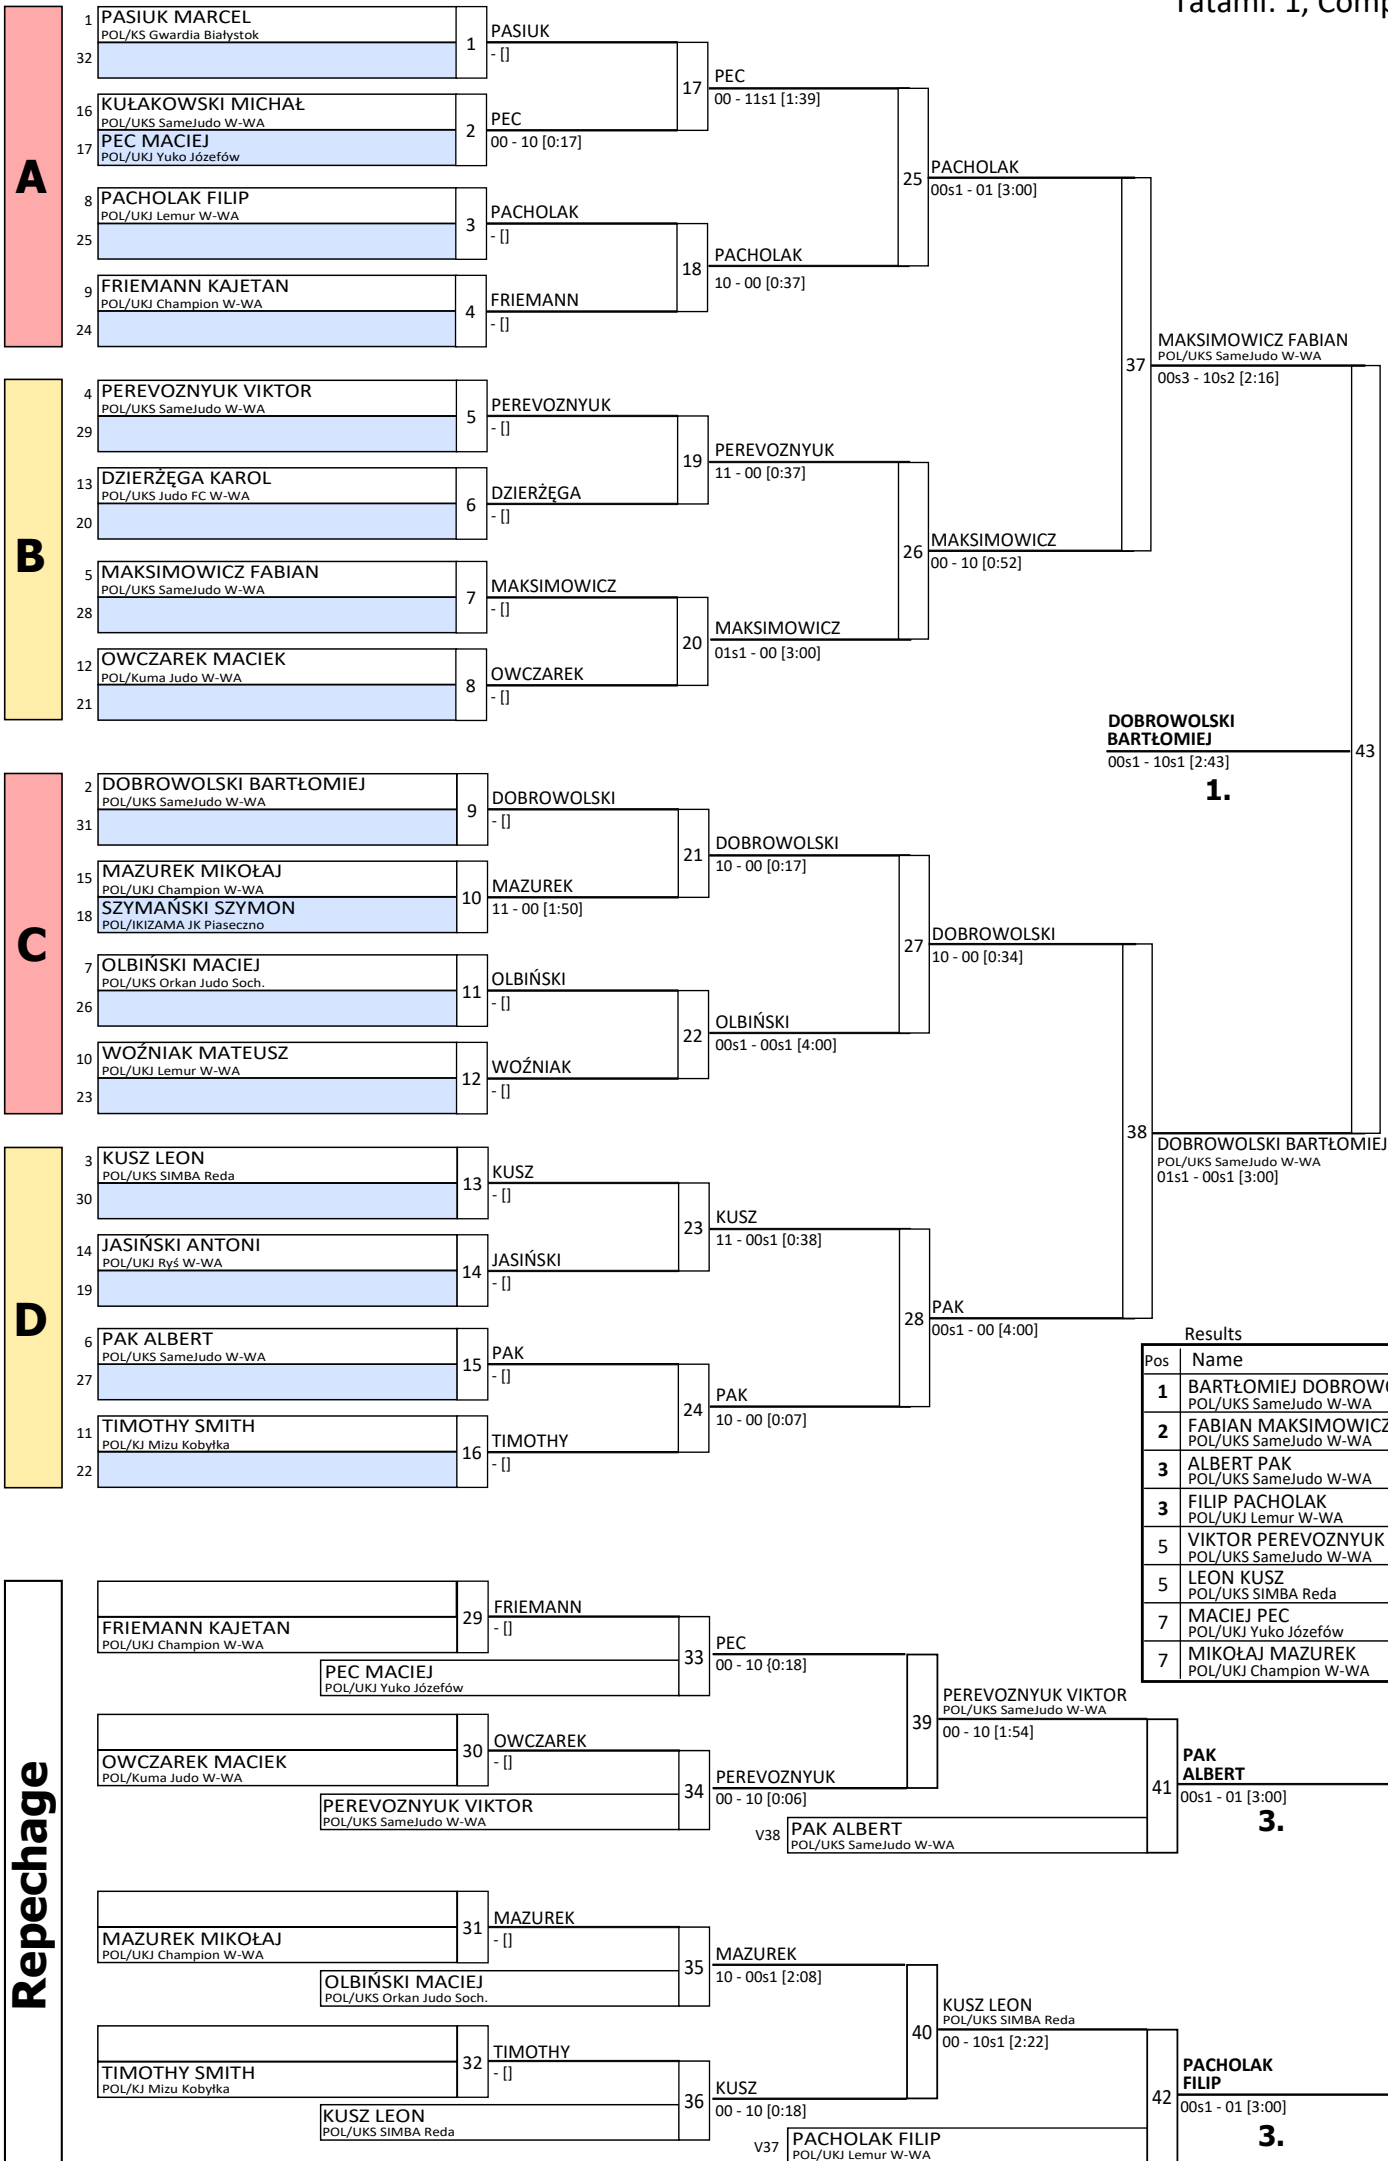 Tatami: 1, Comp
A
1 PASIUK MARCEL
POL/KS Gwardia Białystok
32
1
PASIUK
- []
16 KUŁAKOWSKI MICHAŁ
POL/UKS SameJudo W-WA
17 PEC MACIEJ
POL/UKJ Yuko Józefów
2
PEC
00 - 10 [0:17]
17
PEC
00 - 11s1 [1:39]
8 PACHOLAK FILIP
POL/UKJ Lemur W-WA
25
3
PACHOLAK
- []
9 FRIEMANN KAJETAN
POL/UKJ Champion W-WA
24
4
FRIEMANN
- []
18
PACHOLAK
10 - 00 [0:37]
25
PACHOLAK
00s1 - 01 [3:00]
B
4 PEREVOZNYUK VIKTOR
POL/UKS SameJudo W-WA
29
5
PEREVOZNYUK
- []
13 DZIERŻĘGA KAROL
POL/UKS Judo FC W-WA
20
6
DZIERŻĘGA
- []
19
PEREVOZNYUK
11 - 00 [0:37]
5 MAKSIMOWICZ FABIAN
POL/UKS SameJudo W-WA
28
7
MAKSIMOWICZ
- []
12 OWCZAREK MACIEK
POL/Kuma Judo W-WA
21
8
OWCZAREK
- []
20
MAKSIMOWICZ
01s1 - 00 [3:00]
26
MAKSIMOWICZ
00 - 10 [0:52]
37
MAKSIMOWICZ FABIAN
POL/UKS SameJudo W-WA
00s3 - 10s2 [2:16]
DOBROWOLSKI
BARTŁOMIEJ
00s1 - 10s1 [2:43]
1.
43
C
2 DOBROWOLSKI BARTŁOMIEJ
POL/UKS SameJudo W-WA
31
9
DOBROWOLSKI
- []
15 MAZUREK MIKOŁAJ
POL/UKJ Champion W-WA
18 SZYMAŃSKI SZYMON
POL/IKIZAMA JK Piaseczno
10
MAZUREK
11 - 00 [1:50]
21
DOBROWOLSKI
10 - 00 [0:17]
7 OLBIŃSKI MACIEJ
POL/UKS Orkan Judo Soch.
26
11
OLBIŃSKI
- []
10 WOŹNIAK MATEUSZ
POL/UKJ Lemur W-WA
23
12
WOŹNIAK
- []
22
OLBIŃSKI
00s1 - 00s1 [4:00]
27
DOBROWOLSKI
10 - 00 [0:34]
D
3 KUSZ LEON
POL/UKS SIMBA Reda
30
13
KUSZ
- []
14 JASIŃSKI ANTONI
POL/UKJ Ryś W-WA
19
14
JASIŃSKI
- []
23
KUSZ
11 - 00s1 [0:38]
6 PAK ALBERT
POL/UKS SameJudo W-WA
27
15
PAK
- []
11 TIMOTHY SMITH
POL/KJ Mizu Kobyłka
22
16
TIMOTHY
- []
24
PAK
10 - 00 [0:07]
28
PAK
00s1 - 00 [4:00]
38
DOBROWOLSKI BARTŁOMIEJ
POL/UKS SameJudo W-WA
01s1 - 00s1 [3:00]
Results
Pos Name
1 BARTŁOMIEJ DOBROWO
POL/UKS SameJudo W-WA
2 FABIAN MAKSIMOWICZ
POL/UKS SameJudo W-WA
3 ALBERT PAK
POL/UKS SameJudo W-WA
3 FILIP PACHOLAK
POL/UKJ Lemur W-WA
5 VIKTOR PEREVOZNYUK
POL/UKS SameJudo W-WA
5 LEON KUSZ
POL/UKS SIMBA Reda
7 MACIEJ PEC
POL/UKJ Yuko Józefów
7 MIKOŁAJ MAZUREK
POL/UKJ Champion W-WA
Repechage
FRIEMANN KAJETAN
POL/UKJ Champion W-WA
29
FRIEMANN
- []
PEC MACIEJ
POL/UKJ Yuko Józefów
33
PEC
00 - 10 {0:18]
OWCZAREK MACIEK
POL/Kuma Judo W-WA
30
OWCZAREK
- []
PEREVOZNYUK VIKTOR
POL/UKS SameJudo W-WA
34
PEREVOZNYUK
00 - 10 [0:06]
39
PEREVOZNYUK VIKTOR
POL/UKS SameJudo W-WA
00 - 10 [1:54]
V38 PAK ALBERT
POL/UKS SameJudo W-WA
41
PAK
ALBERT
00s1 - 01 [3:00]
3.
MAZUREK MIKOŁAJ
POL/UKJ Champion W-WA
31
MAZUREK
- []
OLBIŃSKI MACIEJ
POL/UKS Orkan Judo Soch.
35
MAZUREK
10 - 00s1 [2:08]
TIMOTHY SMITH
POL/KJ Mizu Kobyłka
32
TIMOTHY
- []
KUSZ LEON
POL/UKS SIMBA Reda
36
KUSZ
00 - 10 [0:18]
40
KUSZ LEON
POL/UKS SIMBA Reda
00 - 10s1 [2:22]
V37 PACHOLAK FILIP
POL/UKJ Lemur W-WA
42
PACHOLAK
FILIP
00s1 - 01 [3:00]
3.